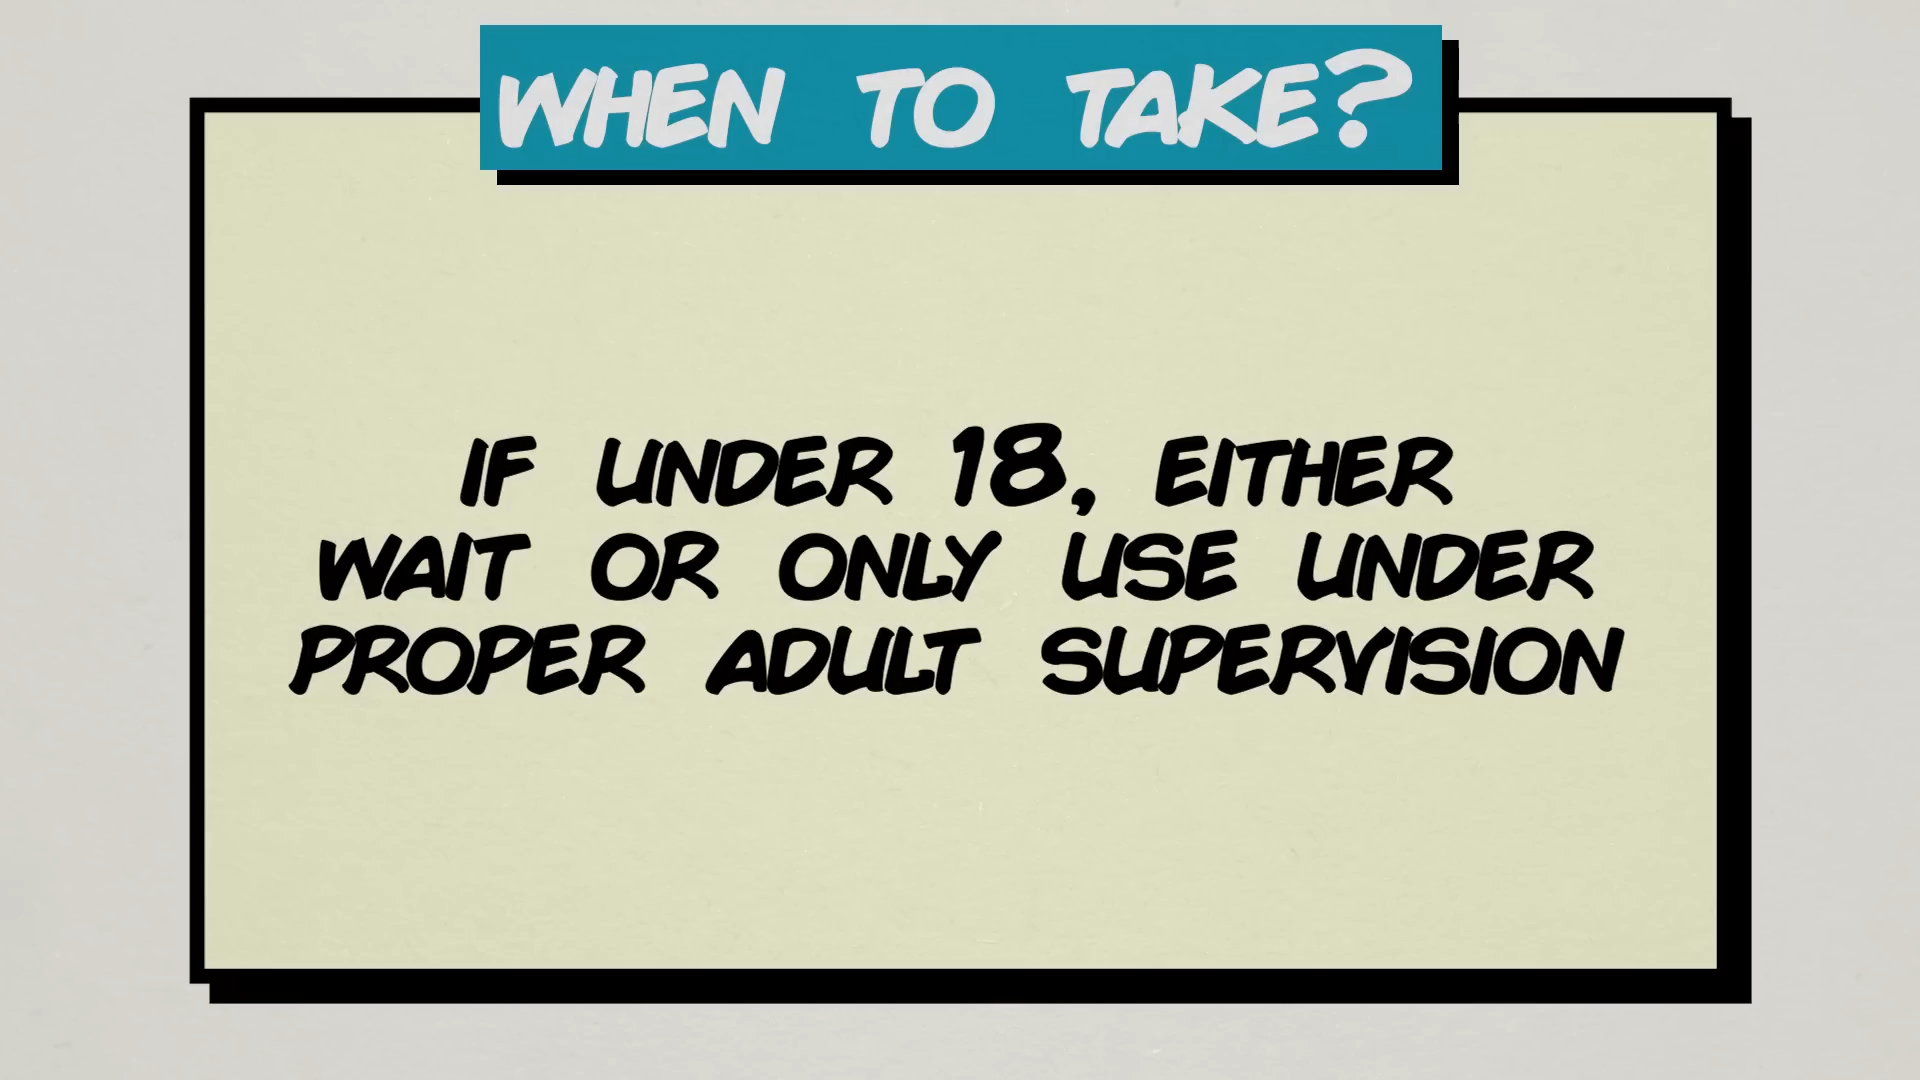 WHEN TO TAKE?
IF UNDER 18, EITHER
WAIT OR ONLY USE UNDER
PROPER ADULT SUPERVISION